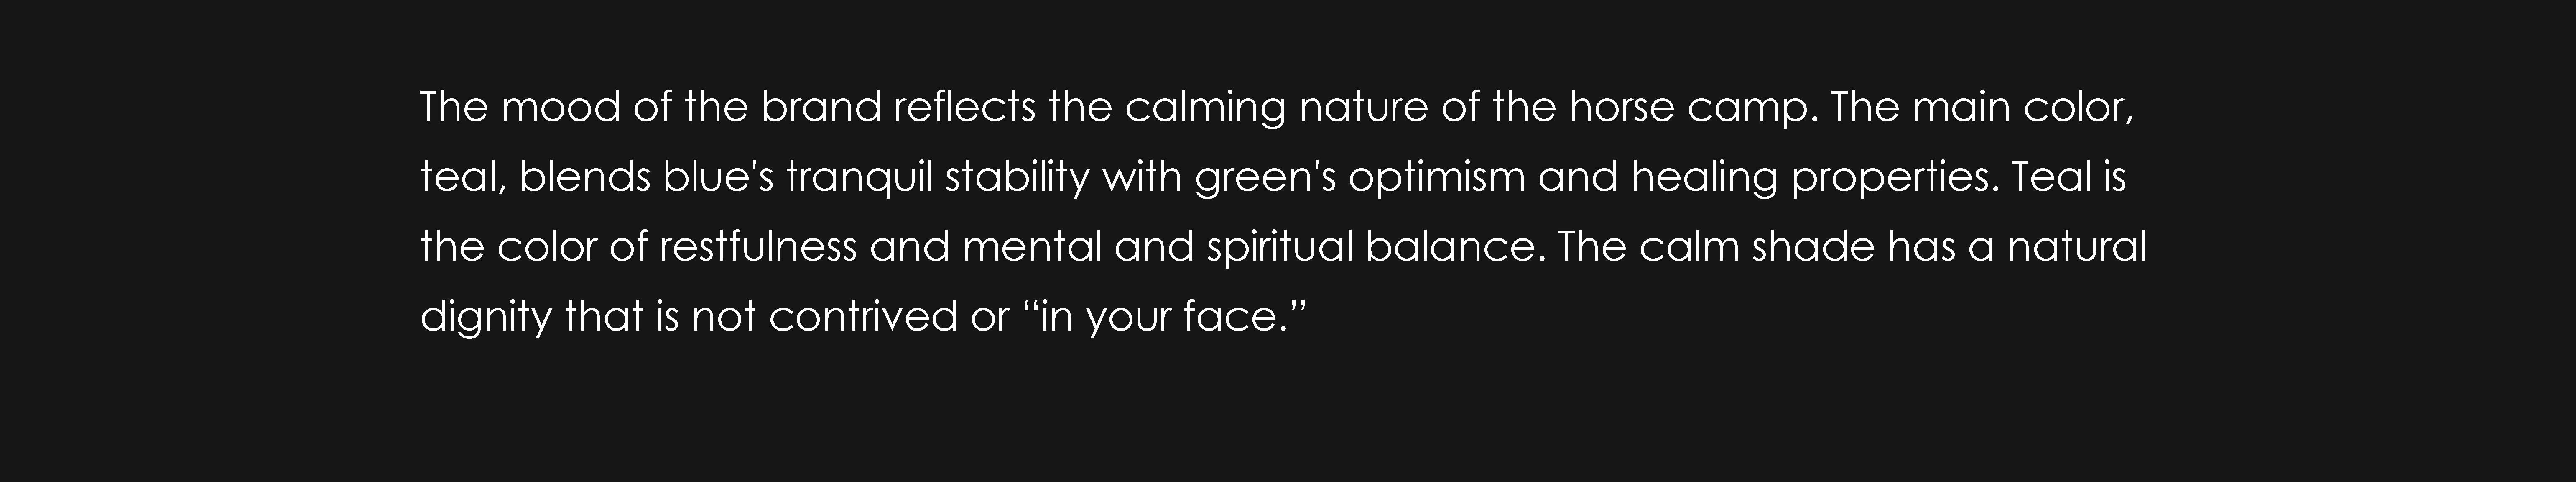 The mood of the brand reflects the calming nature of the horse camp. The main color,
teal, blends blue's tranquil stability with green's optimism and healing properties. Teal is
the color of restfulness and mental and spiritual balance. The calm shade has a natural
dignity that is not contrived or “in your face.”